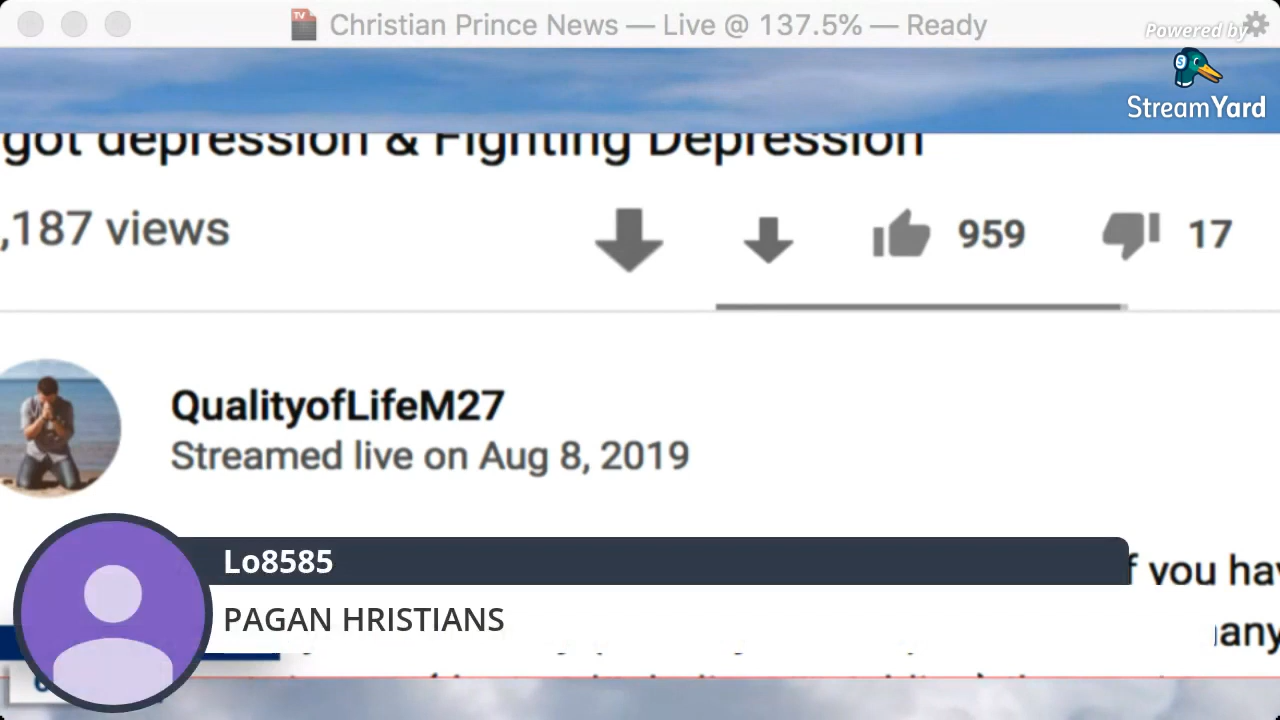 Christian Prince News — Live @ 137.5% — Ready
Powered by
StreamYard
got depression & Fighting Depression
,187 views
959
17
QualityofLifeM27
Streamed live on Aug 8, 2019
Lo8585
f you hav
PAGAN HRISTIANS
any